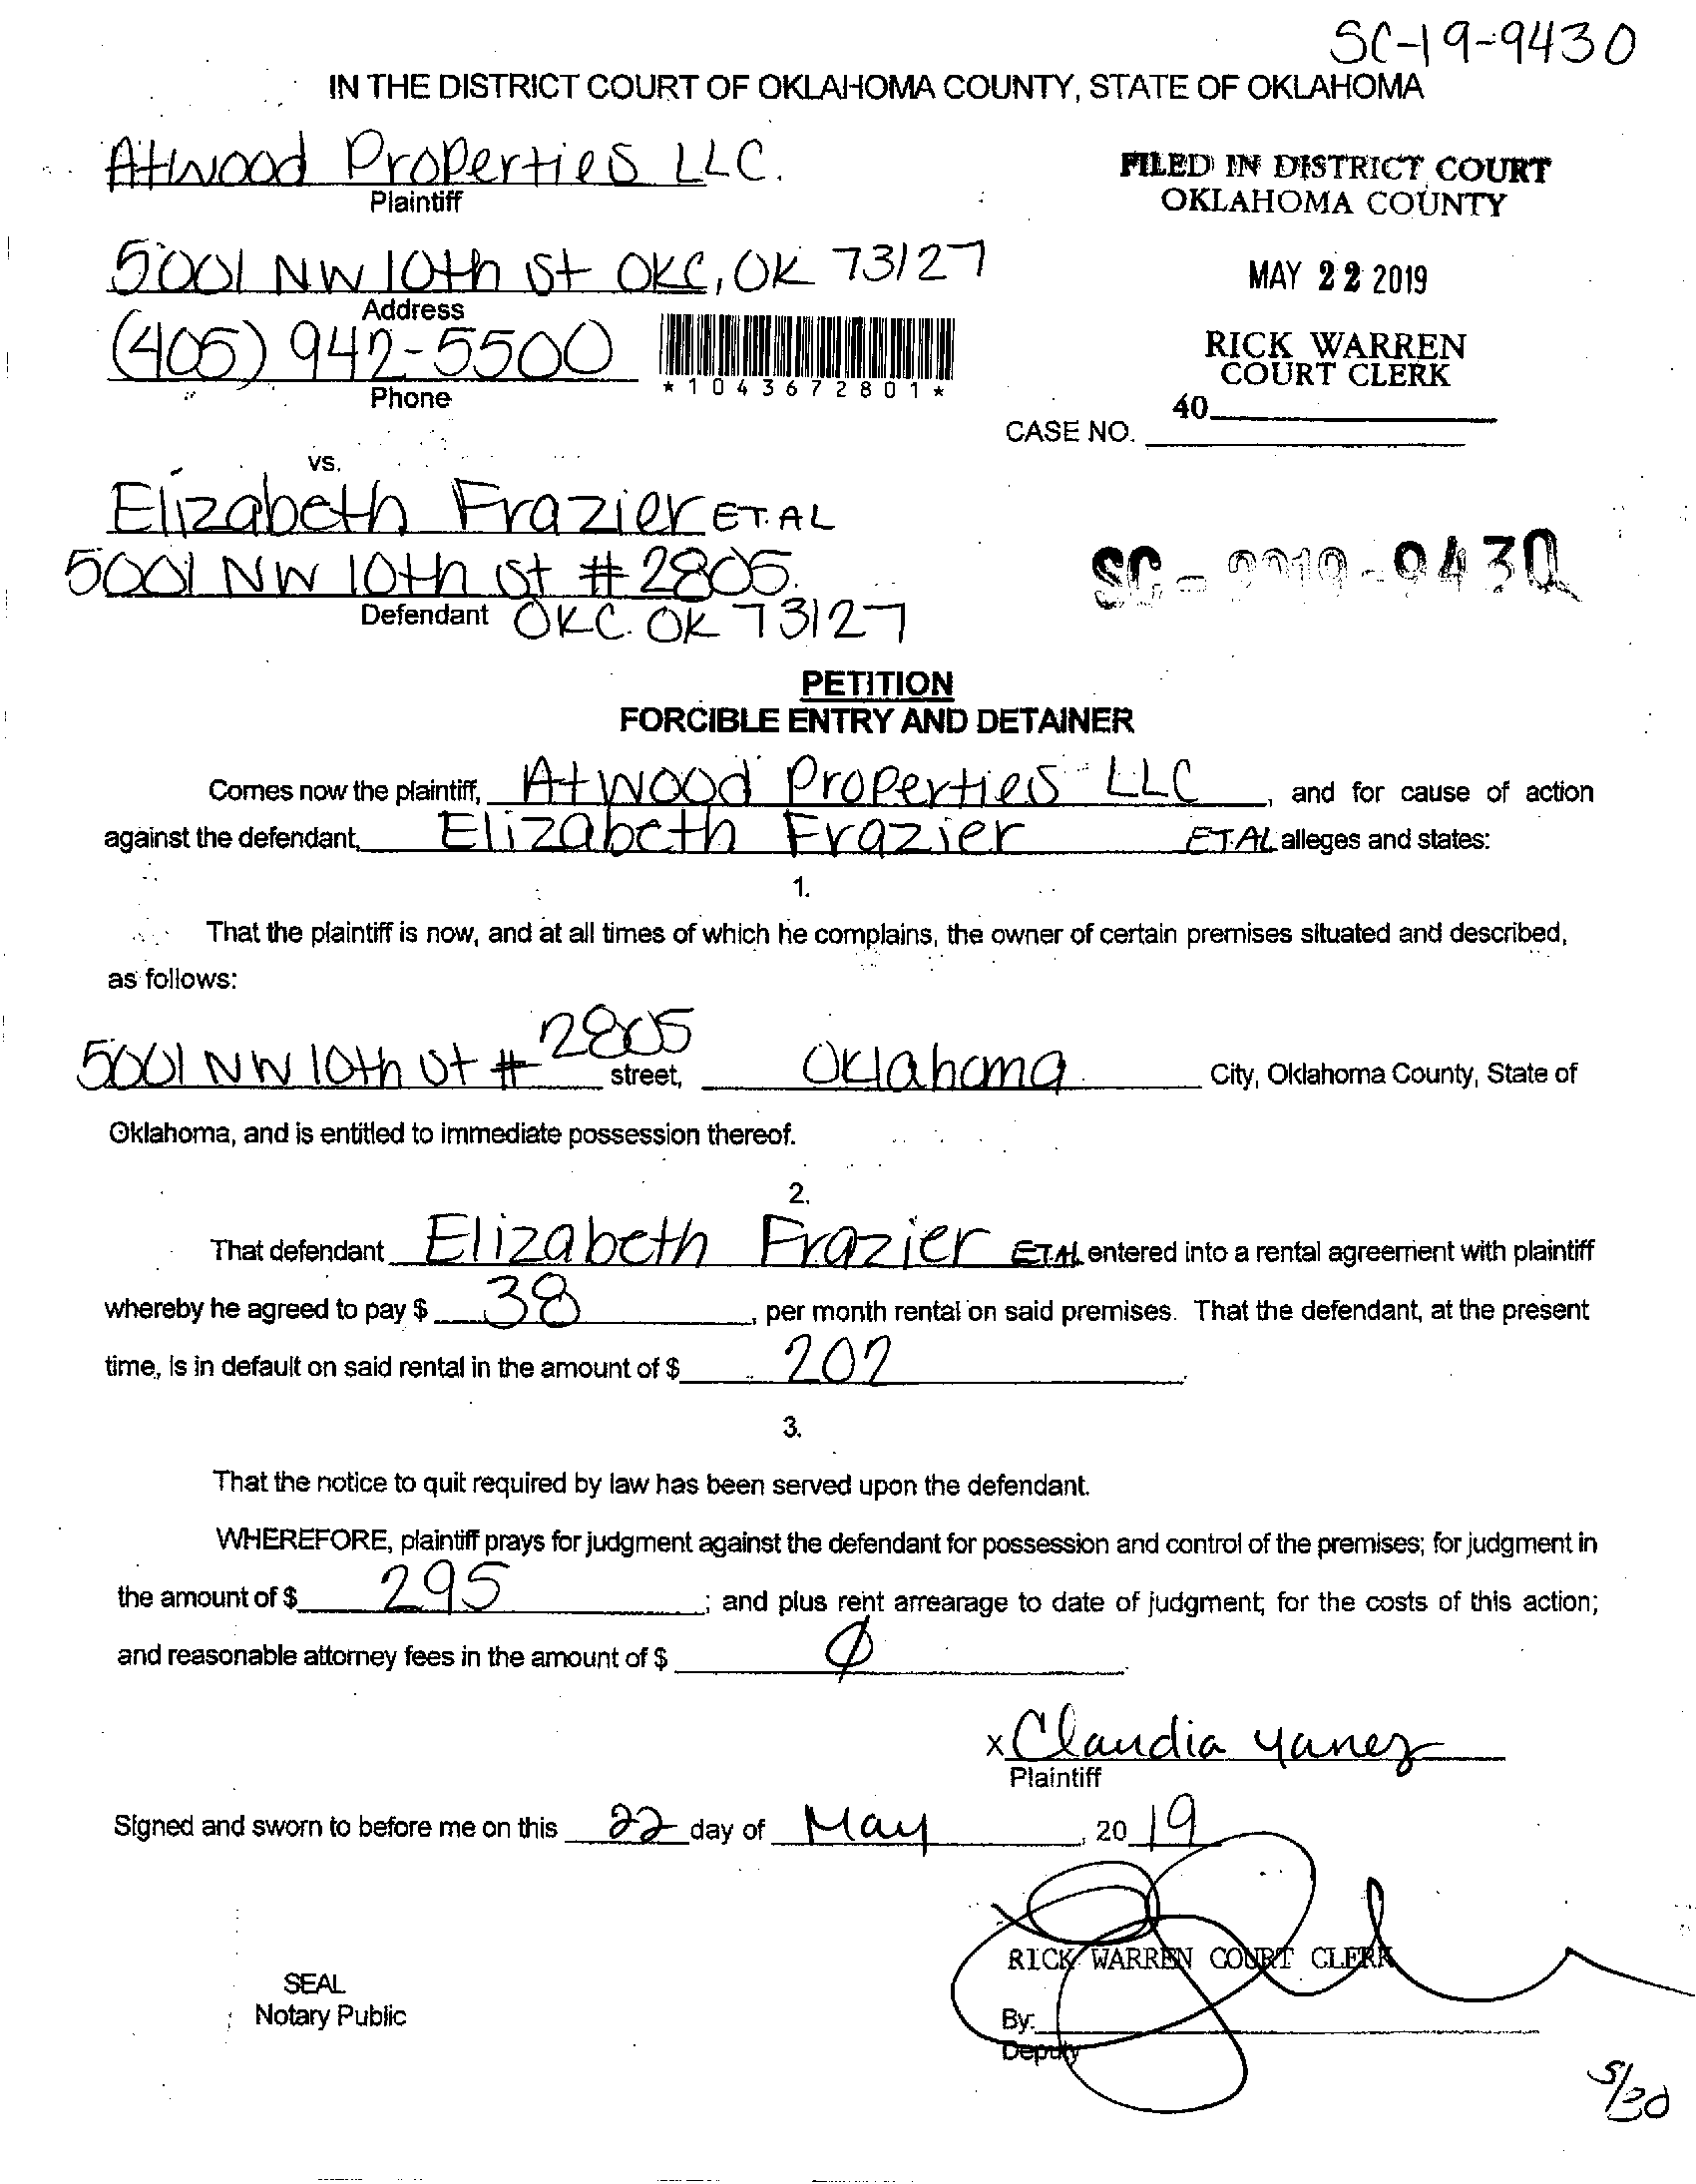 SC-19-9430
IN THE DISTRICT COURT OF OKLAHOMA COUNTY, STATE OF OKLAHOMA
Atwood Properties LLC.
Plaintiff
FILED IN DISTRICT COURT
OKLAHOMA COUNTY
5001 NW 10th St OKC, OK 73127
Address
MAY 22 2019
(405) 942-5500
Phone
*1043672801*
RICK WARREN
COURT CLERK
40
CASE NO.
vs.
Elizabeth Frazier ET.AL
5001 NW 10th St # 2805.
Defendant OKC. OK 73127
SC - 2019 - 9430
PETITION
FORCIBLE ENTRY AND DETAINER
Comes now the plaintiff, Atwood Properties LLC, and for cause of action
against the defendant, Elizabeth Frazier ET.AL alleges and states:
1.
That the plaintiff is now, and at all times of which he complains, the owner of certain premises situated and described,
as follows:
5001 NW 10th St # 2805 street, Oklahoma City, Oklahoma County, State of
Oklahoma, and is entitled to immediate possession thereof.
2.
That defendant Elizabeth Frazier ET.AL entered into a rental agreement with plaintiff
whereby he agreed to pay $ 38, per month rental on said premises. That the defendant, at the present
time, is in default on said rental in the amount of $ 202.
3.
That the notice to quit required by law has been served upon the defendant.
WHEREFORE, plaintiff prays for judgment against the defendant for possession and control of the premises; for judgment in
the amount of $ 295; and plus rent arrearage to date of judgment; for the costs of this action;
and reasonable attorney fees in the amount of $ Ø.
x Claudia Yanez
Plaintiff
Signed and sworn to before me on this 22 day of May, 2019
RICK WARREN COURT CLERK
SEAL
Notary Public
By:
Deputy
5/30